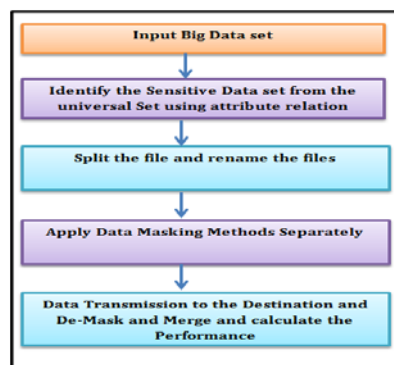 Input Big Data set
Identify the Sensitive Data set from the
universal Set using attribute relation
Split the file and rename the files
Apply Data Masking Methods Separately
Data Transmission to the Destination and
De-Mask and Merge and calculate the
Performance